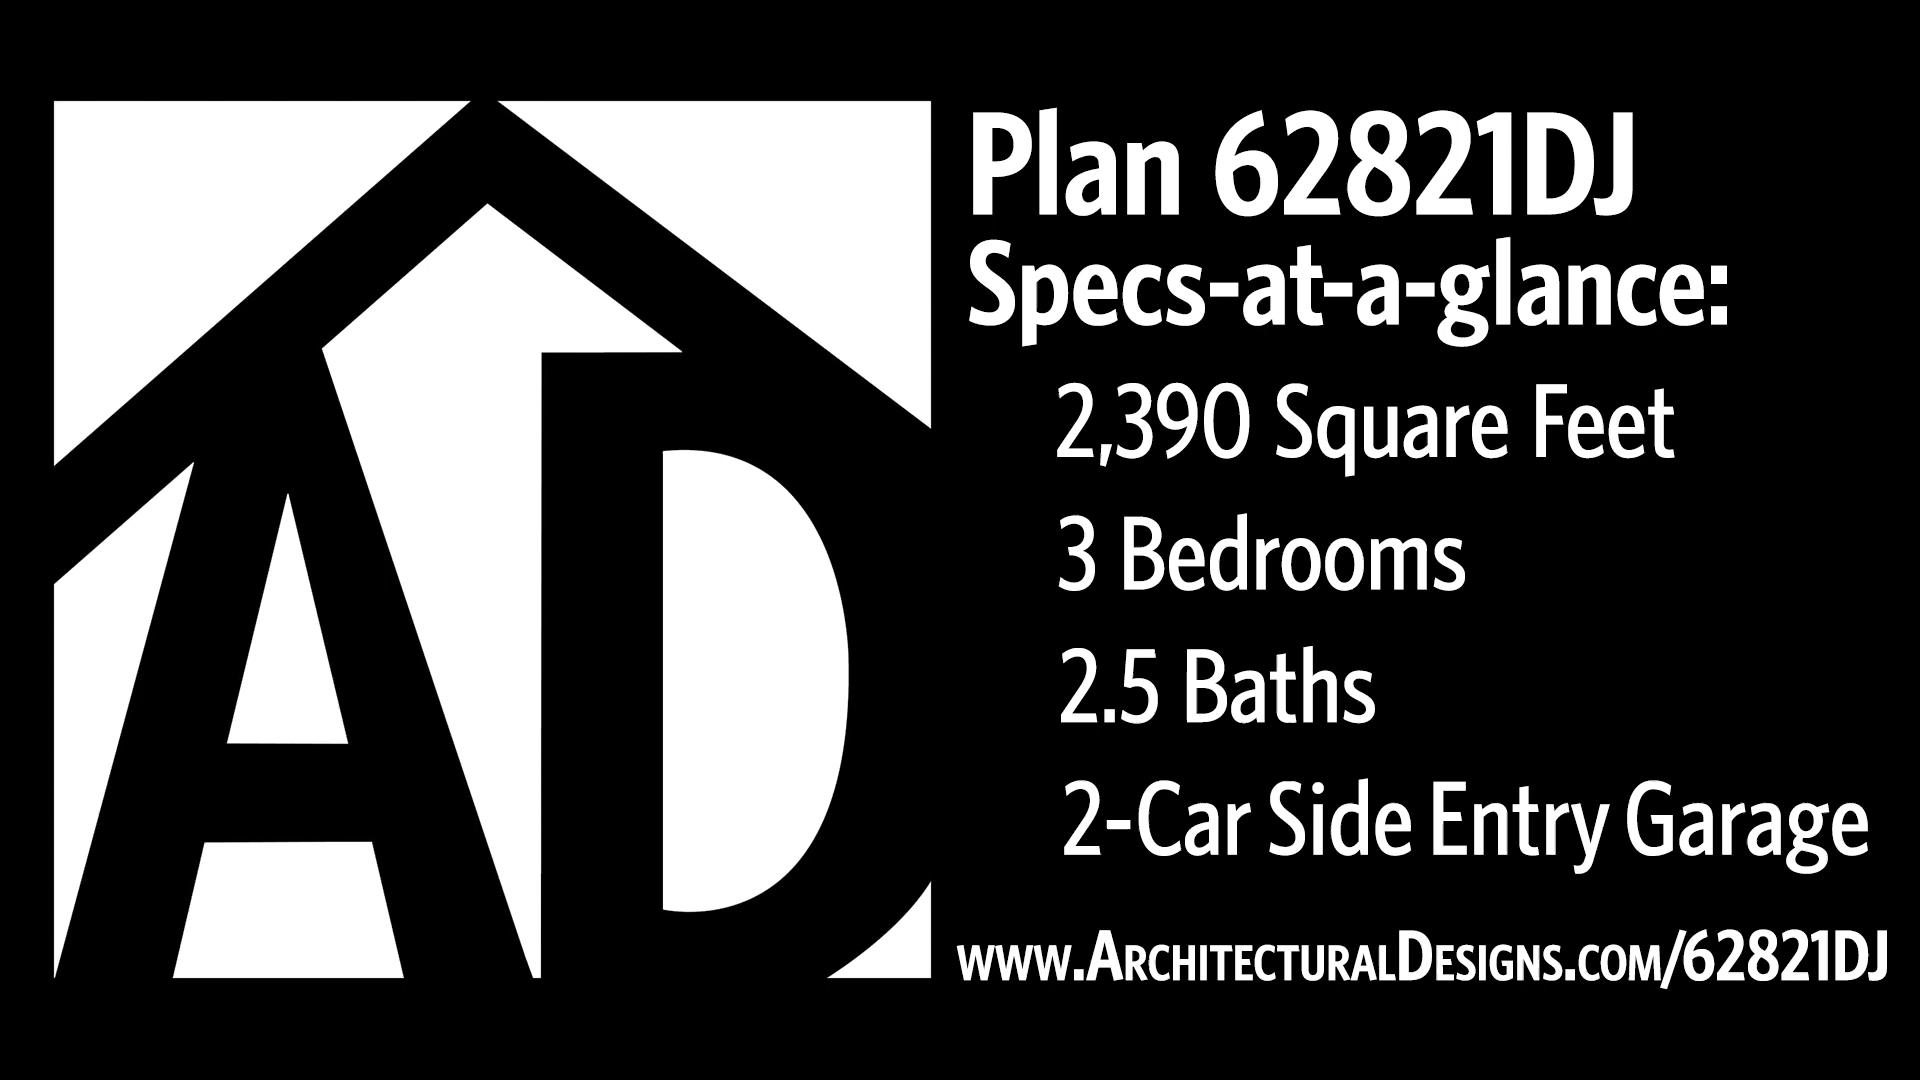 AD
Plan 62821DJ
Specs-at-a-glance:
2,390 Square Feet
3 Bedrooms
2.5 Baths
2-Car Side Entry Garage
www.ArchitecturalDesigns.com/62821DJ